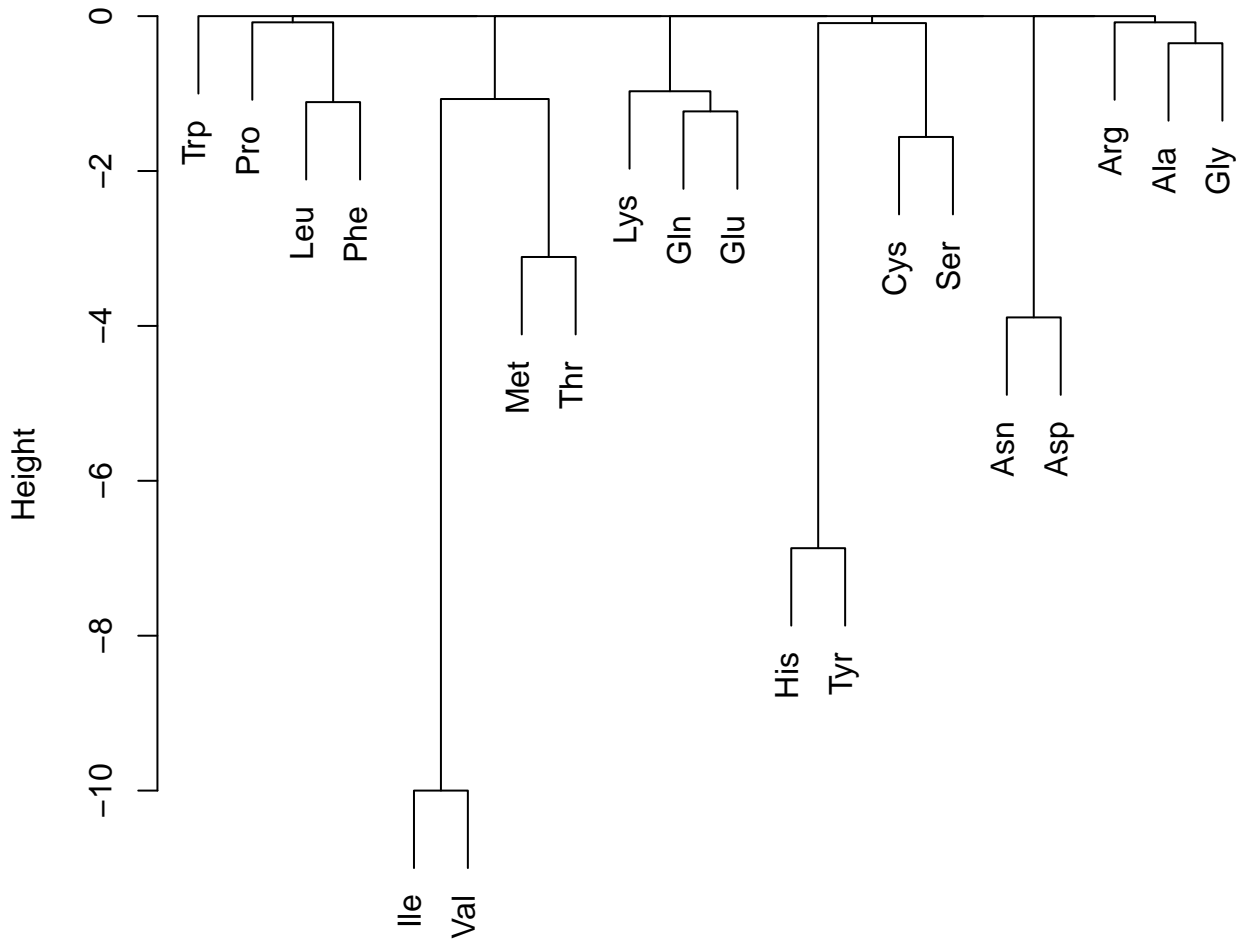 Height
0
−2
−4
−6
−8
−10
Trp
Pro
Leu
Phe
Ile
Val
Met
Thr
Lys
Gln
Glu
His
Tyr
Cys
Ser
Asn
Asp
Arg
Ala
Gly